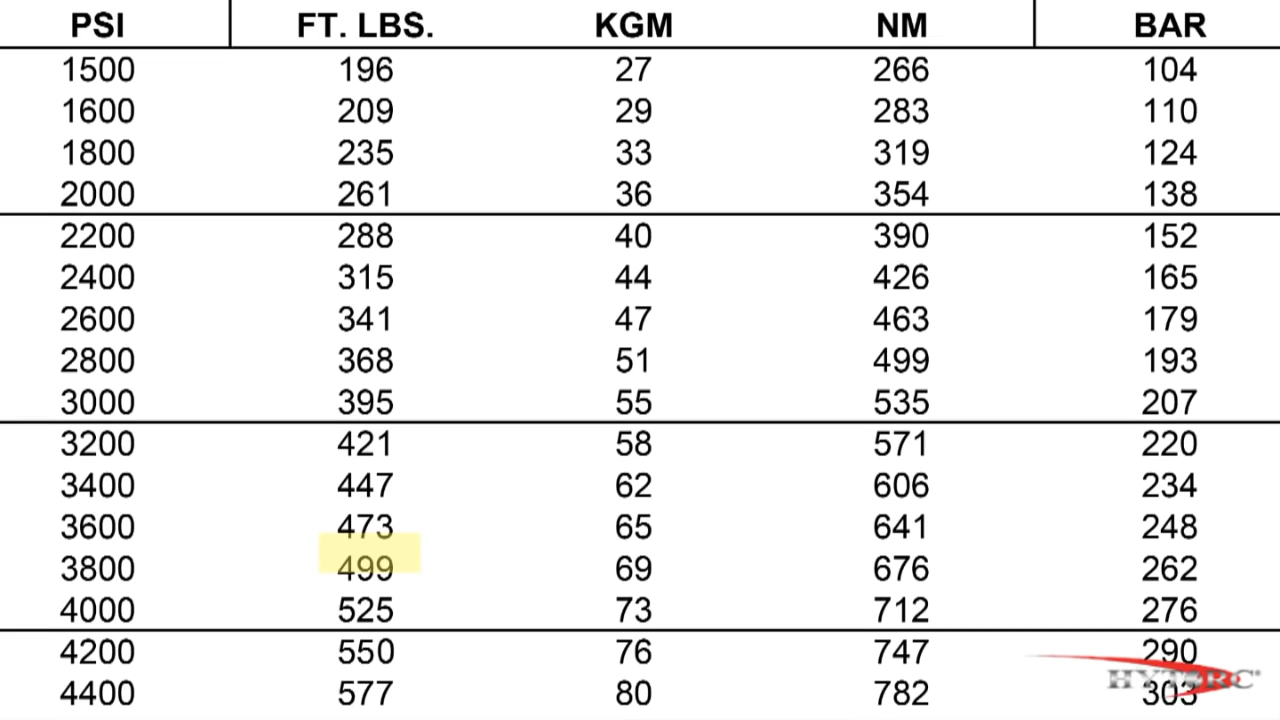 PSI FT. LBS. KGM NM BAR
1500 196 27 266 104
1600 209 29 283 110
1800 235 33 319 124
2000 261 36 354 138
2200 288 40 390 152
2400 315 44 426 165
2600 341 47 463 179
2800 368 51 499 193
3000 395 55 535 207
3200 421 58 571 220
3400 447 62 606 234
3600 473 65 641 248
3800 499 69 676 262
4000 525 73 712 276
4200 550 76 747 290
4400 577 80 782 303
HYTORC